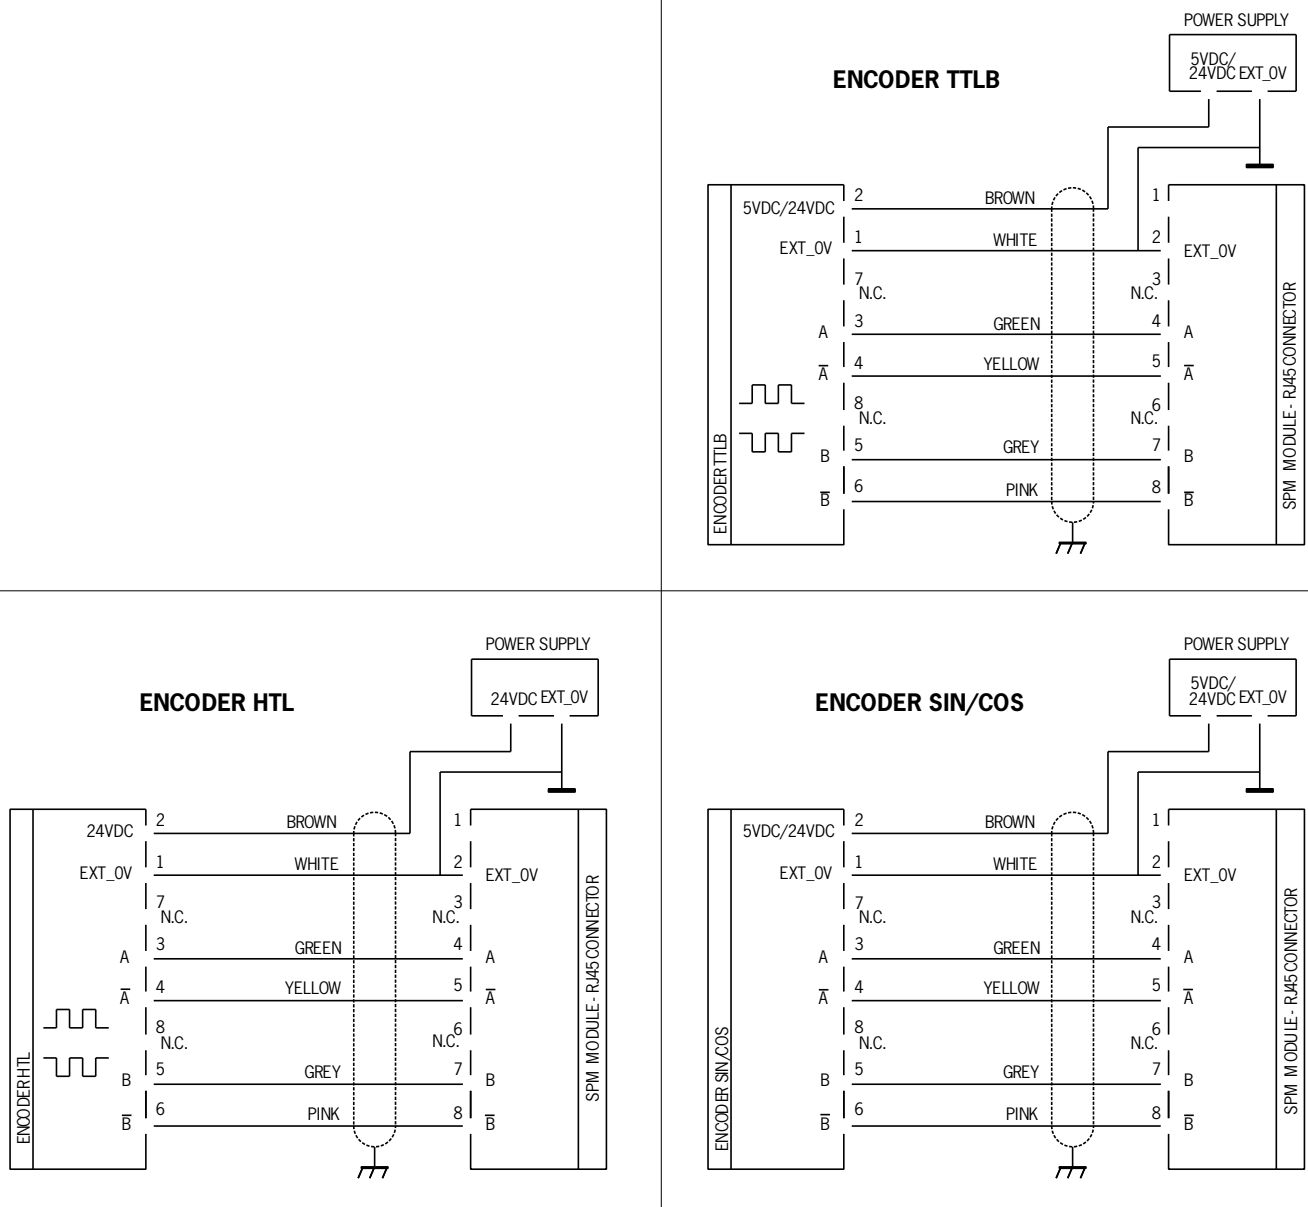 POWER SUPPLY
5VDC/
24VDC EXT_0V
ENCODER TTLB
5VDC/24VDC
2
BROWN
1
EXT_0V
1
WHITE
2
EXT_0V
7
N.C.
3
N.C.
A
3
GREEN
4
A
A̅
4
YELLOW
5
A̅
8
N.C.
6
N.C.
B
5
GREY
7
B
B̅
6
PINK
8
B̅
ENCODER TTLB
SPM MODULE - RJ45 CONNECTOR
POWER SUPPLY
24VDC EXT_0V
ENCODER HTL
24VDC
2
BROWN
1
EXT_0V
1
WHITE
2
EXT_0V
7
N.C.
3
N.C.
A
3
GREEN
4
A
A̅
4
YELLOW
5
A̅
8
N.C.
6
N.C.
B
5
GREY
7
B
B̅
6
PINK
8
B̅
ENCODER HTL
SPM MODULE - RJ45 CONNECTOR
POWER SUPPLY
5VDC/
24VDC EXT_0V
ENCODER SIN/COS
5VDC/24VDC
2
BROWN
1
EXT_0V
1
WHITE
2
EXT_0V
7
N.C.
3
N.C.
A
3
GREEN
4
A
A̅
4
YELLOW
5
A̅
8
N.C.
6
N.C.
B
5
GREY
7
B
B̅
6
PINK
8
B̅
ENCODER SIN/COS
SPM MODULE - RJ45 CONNECTOR